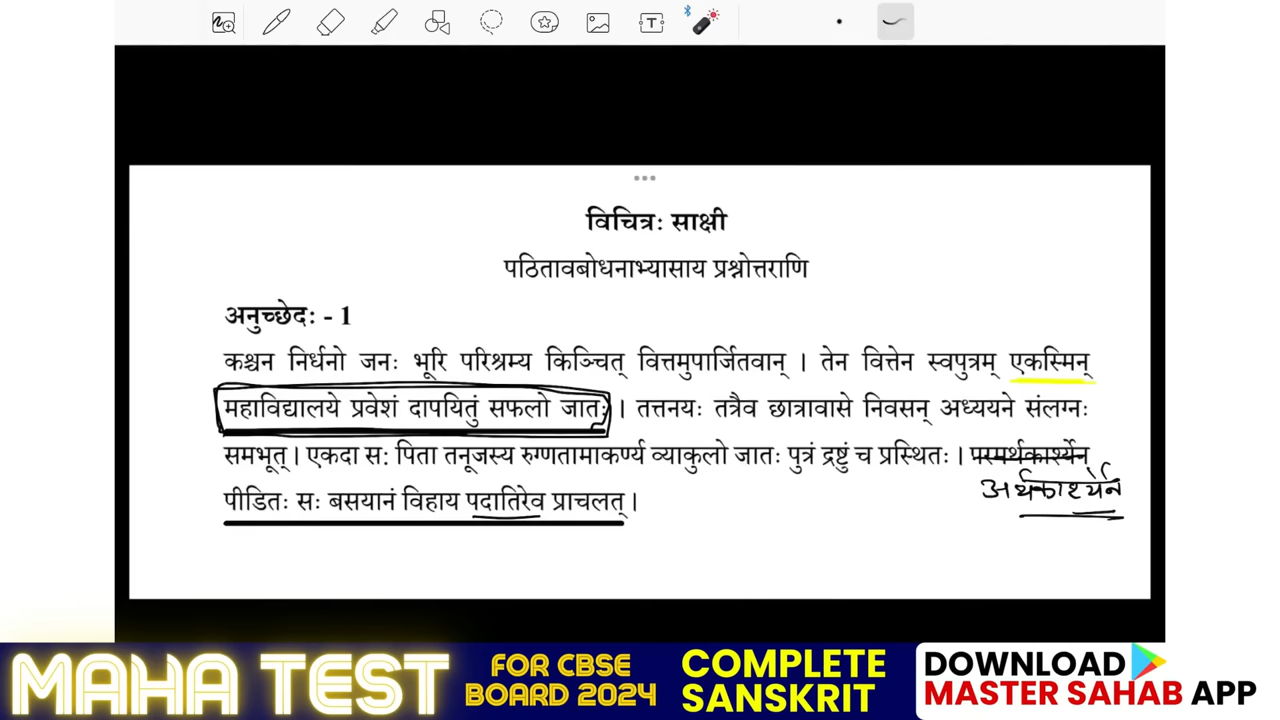 विचित्रः साक्षी
पठितावबोधनाभ्यासाय प्रश्नोत्तराणि
अनुच्छेदः - 1
कश्चन निर्धनो जनः भूरि परिश्रम्य किञ्चित् वित्तमुपार्जितवान् । तेन वित्तेन स्वपुत्रम् एकस्मिन्
महाविद्यालये प्रवेशं दापयितुं सफलो जातः । तत्तनयः तत्रैव छात्रावासे निवसन् अध्ययने संलग्नः
समभूत् । एकदा सः पिता तनूजस्य रुग्णतामाकर्ण्य व्याकुलो जातः पुत्रं द्रष्टुं च प्रस्थितः । परमर्थकार्श्येन
अर्थकार्श्येन
पीडितः सः बसयानं विहाय पदातिरेव प्राचलत् ।
MAHA TEST
FOR CBSE
BOARD 2024
COMPLETE
SANSKRIT
DOWNLOAD
MASTER SAHAB APP